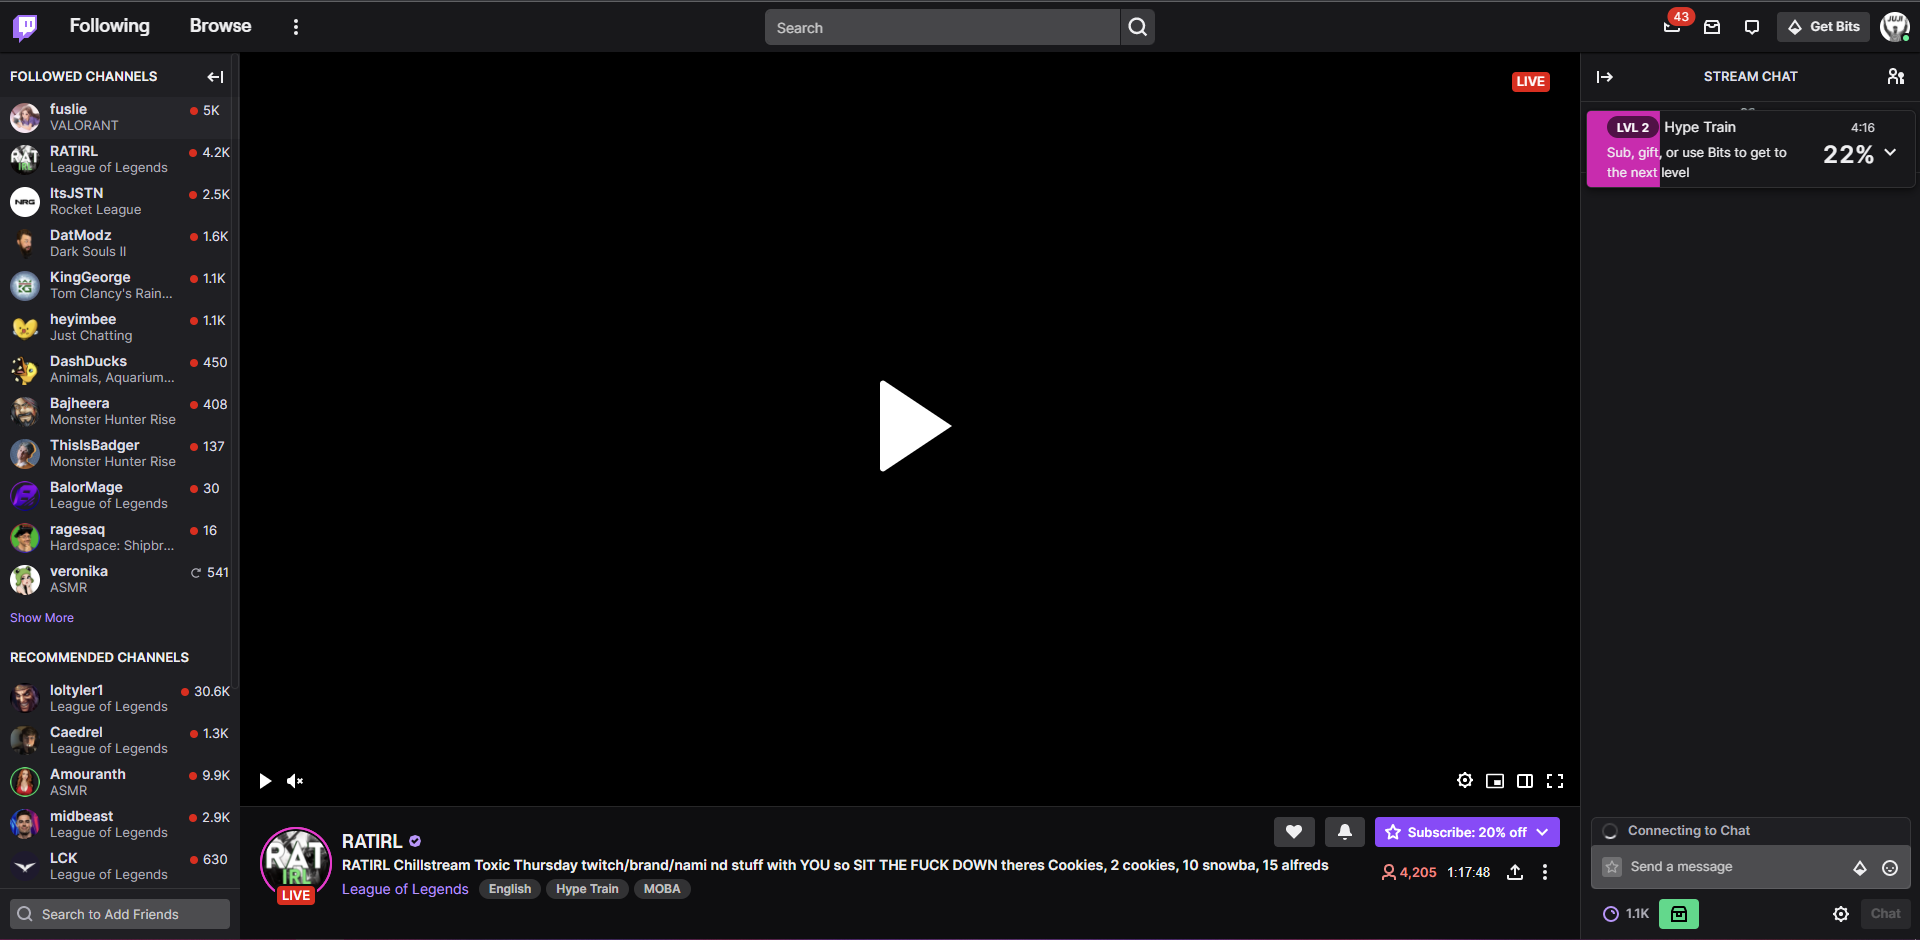 Following
Browse
Search
43
Get Bits
FOLLOWED CHANNELS
fuslie
5K
VALORANT
RATIRL
4.2K
League of Legends
ItsJSTN
2.5K
Rocket League
DatModz
1.6K
Dark Souls II
KingGeorge
1.1K
Tom Clancy's Rain...
heyimbee
1.1K
Just Chatting
DashDucks
450
Animals, Aquarium...
Bajheera
408
Monster Hunter Rise
ThisIsBadger
137
Monster Hunter Rise
BalorMage
30
League of Legends
ragesaq
16
Hardspace: Shipbr...
veronika
541
ASMR
Show More
RECOMMENDED CHANNELS
loltyler1
30.6K
League of Legends
Caedrel
1.3K
League of Legends
Amouranth
9.9K
ASMR
midbeast
2.9K
League of Legends
LCK
630
League of Legends
Search to Add Friends
LIVE
RAT
IRL
LIVE
RATIRL
RATIRL Chillstream Toxic Thursday twitch/brand/nami nd stuff with YOU so SIT THE FUCK DOWN theres Cookies, 2 cookies, 10 snowba, 15 alfreds
League of Legends English Hype Train MOBA
Subscribe: 20% off
4,205 1:17:48
STREAM CHAT
LVL 2 Hype Train
4:16
Sub, gift, or use Bits to get to
the next level
22%
Connecting to Chat
Send a message
1.1K
Chat